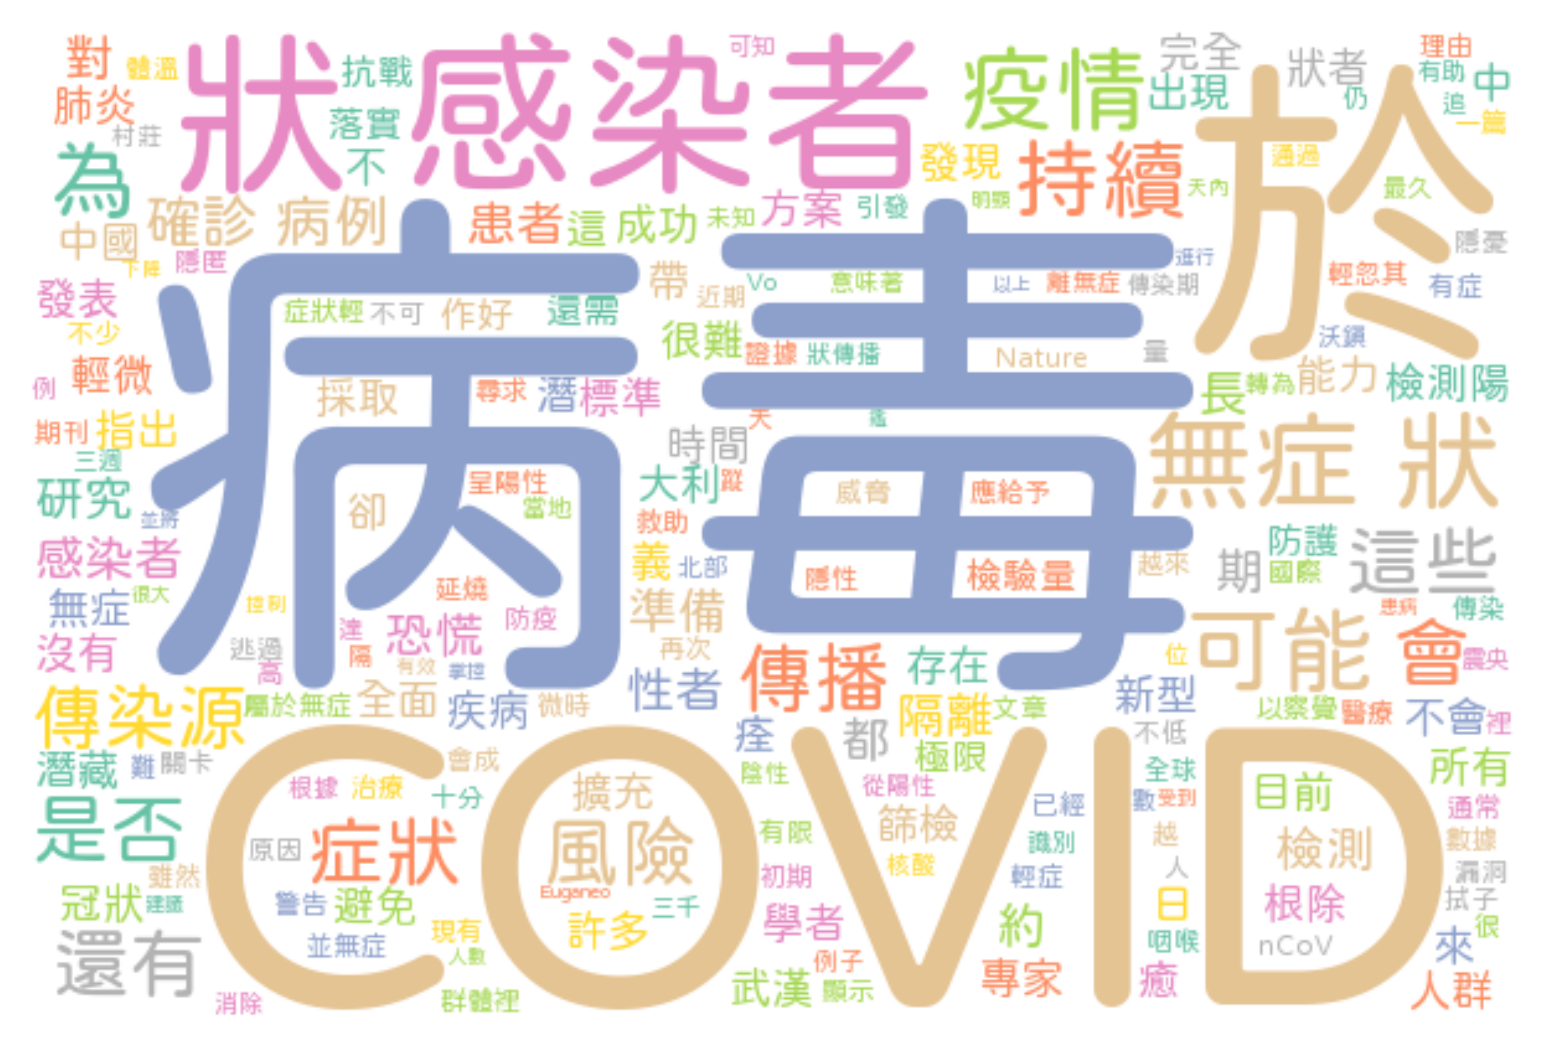 對
體溫
狀感染者
抗戰
可知
疫情
完全
狀者
理由
有助
中
仍
追
一篇
肺炎
村莊
落實
不
出現
於
為
發現
持續
通過
天內
最久
明顯
中國
確診
病例
患者
這
成功
未知
方案
引發
隱憂
下降
隱匿
病毒
進行
發表
帶
近期
Vo
意味著
以上
離無症
傳染期
輕忽其
有症
不少
症狀輕
不可
作好
還需
很難
證據
狀傳播
Nature
量
沃鎖
例
輕微
採取
尋求
潛
標準
長
轉為
能力
檢測陽
期刊
指出
天
鑑
三週
時間
無症
狀
研究
並將
卻
呈陽性
當地
大利
蹤
威脅
應給予
感染者
救助
義
北部
隱性
檢驗量
越來
期
防護
國際
這些
無症
很大
控制
延燒
防疫
準備
患病
傳染
沒有
逃過
高
達
隔
恐慌
有效
掌控
再次
傳播
存在
位
可能
會
震央
傳染源
屬於無症
全面
疾病
微時
性者
隔離
文章
新型
以察覺
醫療
不會
裡
潛藏
難
關卡
會成
痊
都
極限
不低
COVID
所有
是否
根據
治療
十分
擴充
陰性
從陽性
全球
數
受到
目前
通常
原因
症狀
風險
有限
篩檢
已經
識別
越
檢測
數據
雖然
Euganeo
初期
核酸
輕症
人
漏洞
冠狀
建議
警告
避免
許多
三千
學者
約
日
根除
拭子
很
還有
並無症
現有
人數
例子
咽喉
nCoV
來
消除
群體裡
武漢
顯示
專家
癒
人群